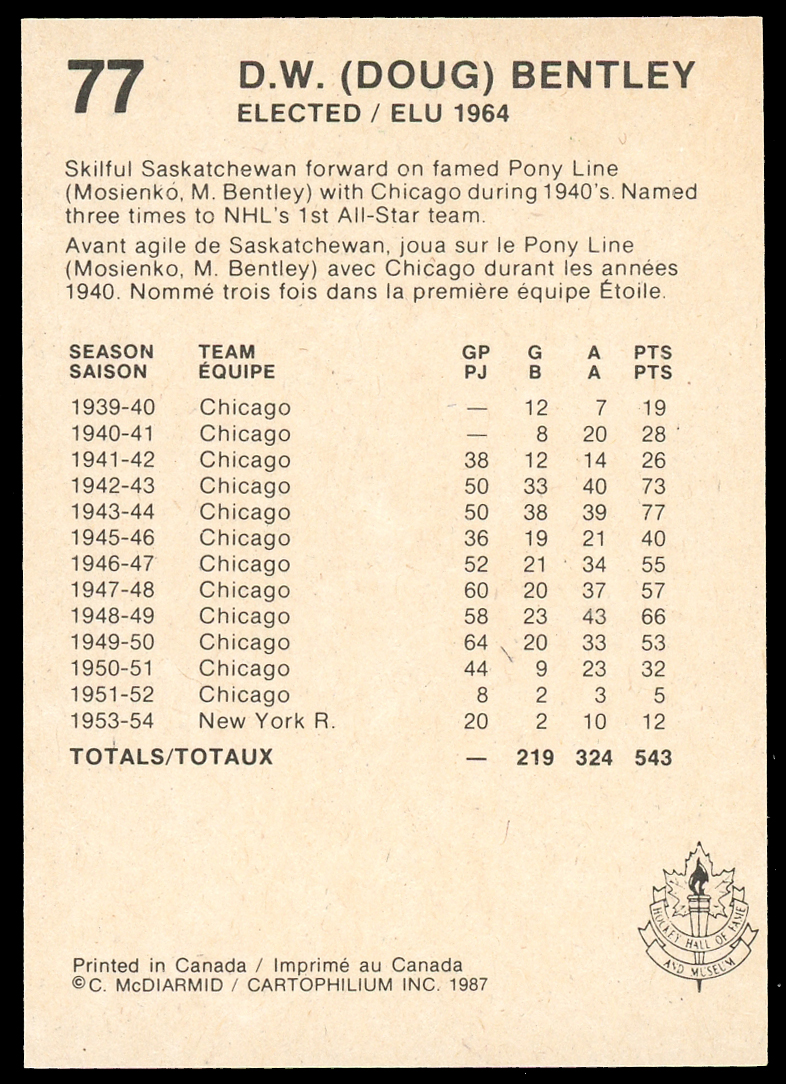 77 D.W. (DOUG) BENTLEY
ELECTED / ELU 1964
Skilful Saskatchewan forward on famed Pony Line
(Mosienko, M. Bentley) with Chicago during 1940's. Named
three times to NHL's 1st All-Star team.
Avant agile de Saskatchewan, joua sur le Pony Line
(Mosienko, M. Bentley) avec Chicago durant les années
1940. Nommé trois fois dans la première équipe Étoile.
SEASON TEAM GP G A PTS
SAISON ÉQUIPE PJ B A PTS
1939-40 Chicago — 12 7 19
1940-41 Chicago — 8 20 28
1941-42 Chicago 38 12 14 26
1942-43 Chicago 50 33 40 73
1943-44 Chicago 50 38 39 77
1945-46 Chicago 36 19 21 40
1946-47 Chicago 52 21 34 55
1947-48 Chicago 60 20 37 57
1948-49 Chicago 58 23 43 66
1949-50 Chicago 64 20 33 53
1950-51 Chicago 44 9 23 32
1951-52 Chicago 8 2 3 5
1953-54 New York R. 20 2 10 12
TOTALS/TOTAUX — 219 324 543
HOCKEY HALL OF FAME
AND MUSEUM
Printed in Canada / Imprimé au Canada
©C. McDIARMID / CARTOPHILIUM INC. 1987